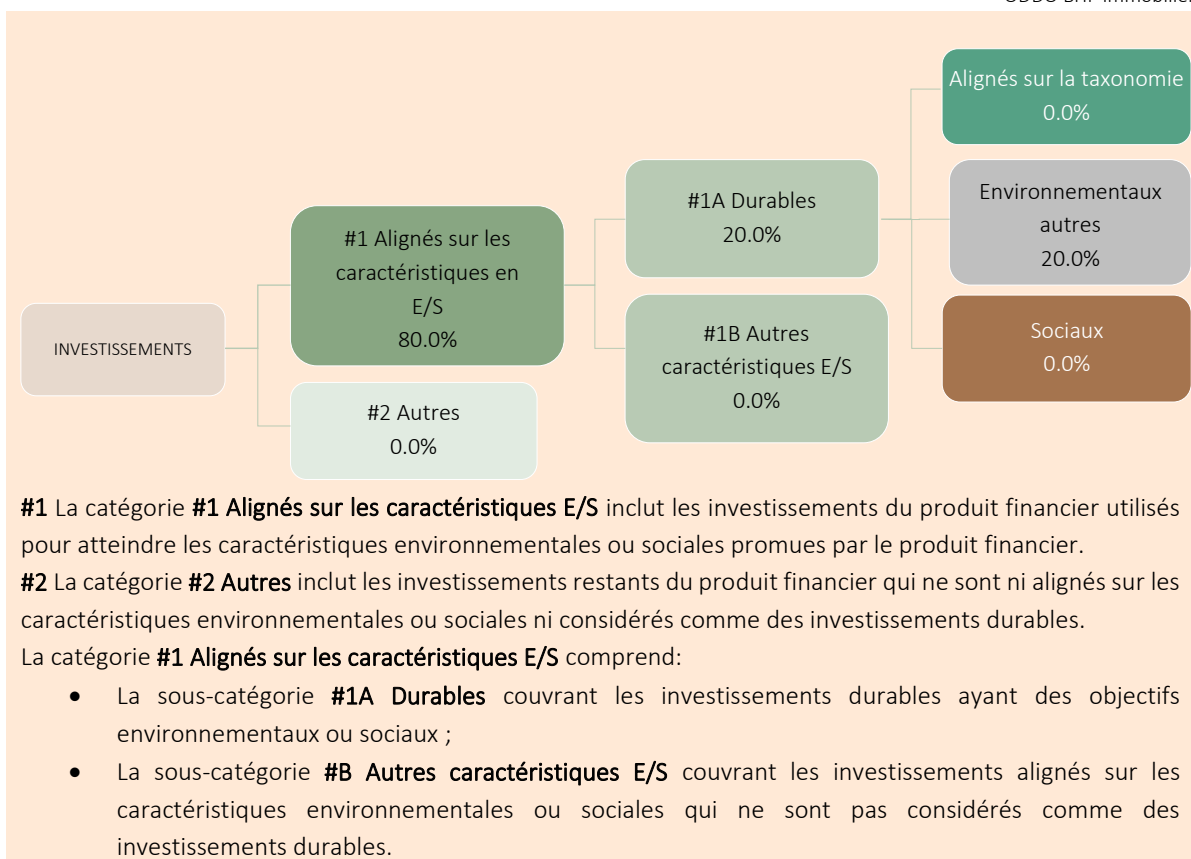 Alignés sur la taxonomie
0.0%
#1A Durables
20.0%
Environnementaux
autres
20.0%
#1 Alignés sur les
caractéristiques en
E/S
80.0%
INVESTISSEMENTS
#1B Autres
caractéristiques E/S
0.0%
Sociaux
0.0%
#2 Autres
0.0%
#1 La catégorie #1 Alignés sur les caractéristiques E/S inclut les investissements du produit financier utilisés
pour atteindre les caractéristiques environnementales ou sociales promues par le produit financier.
#2 La catégorie #2 Autres inclut les investissements restants du produit financier qui ne sont ni alignés sur les
caractéristiques environnementales ou sociales ni considérés comme des investissements durables.
La catégorie #1 Alignés sur les caractéristiques E/S comprend:
• La sous-catégorie #1A Durables couvrant les investissements durables ayant des objectifs
environnementaux ou sociaux ;
• La sous-catégorie #B Autres caractéristiques E/S couvrant les investissements alignés sur les
caractéristiques environnementales ou sociales qui ne sont pas considérés comme des
investissements durables.